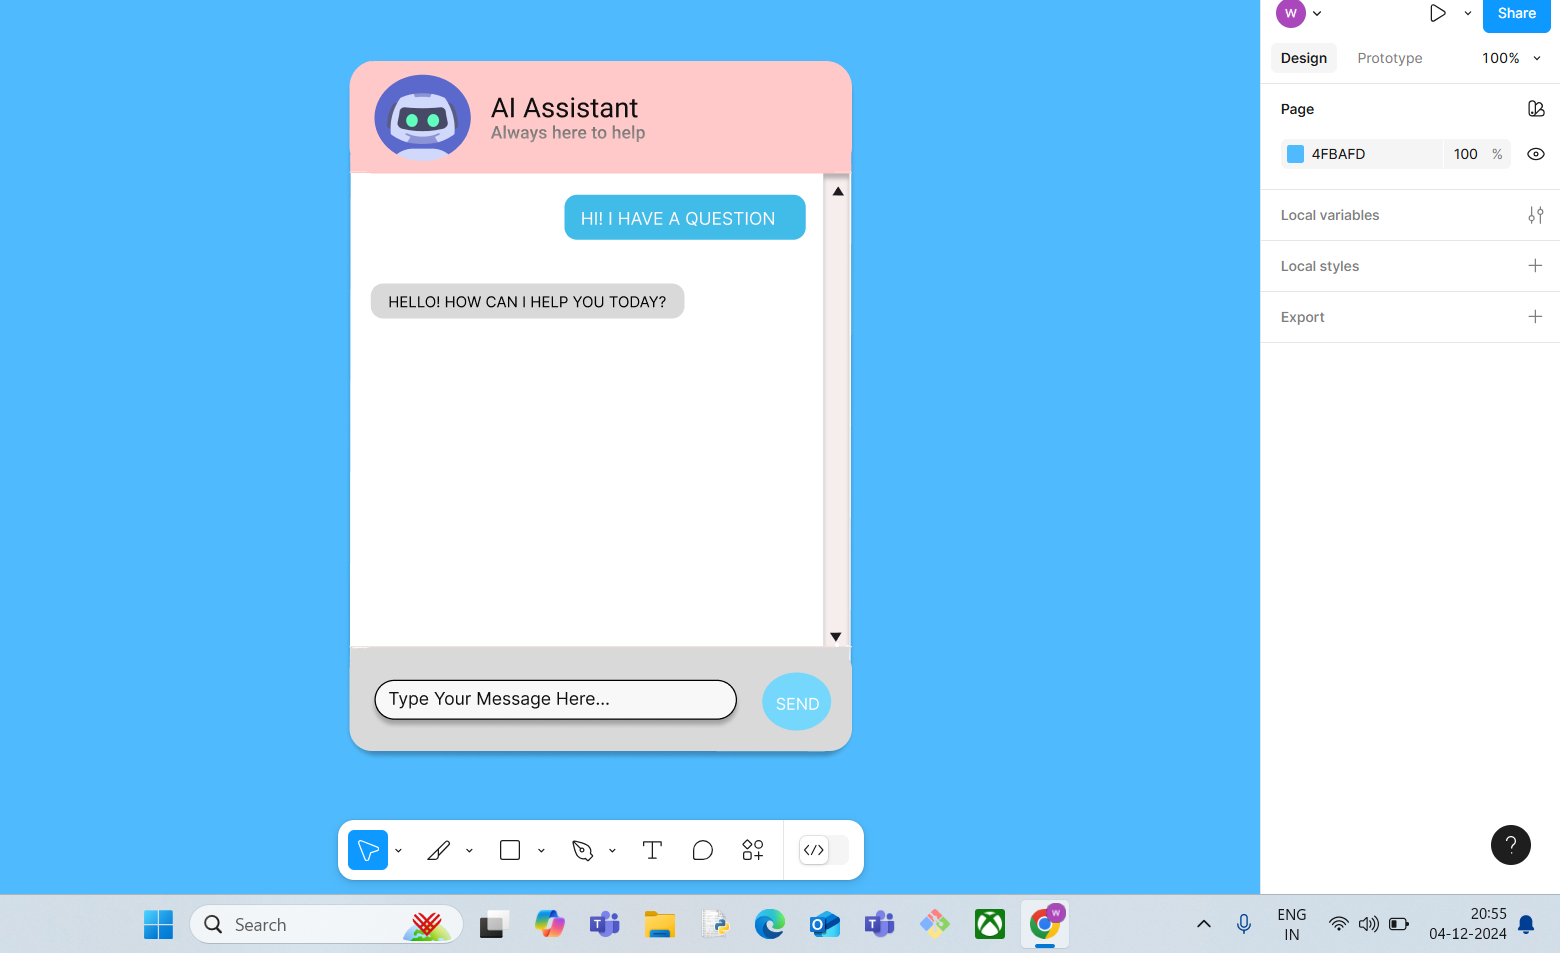 W
Share
Design
Prototype
100%
Page
4FBAFD
100
%
Local variables
Local styles
Export
AI Assistant
Always here to help
HI! I HAVE A QUESTION
HELLO! HOW CAN I HELP YOU TODAY?
Type Your Message Here...
SEND
T
</>
?
Search
T
T
W
ENG
IN
20:55
04-12-2024